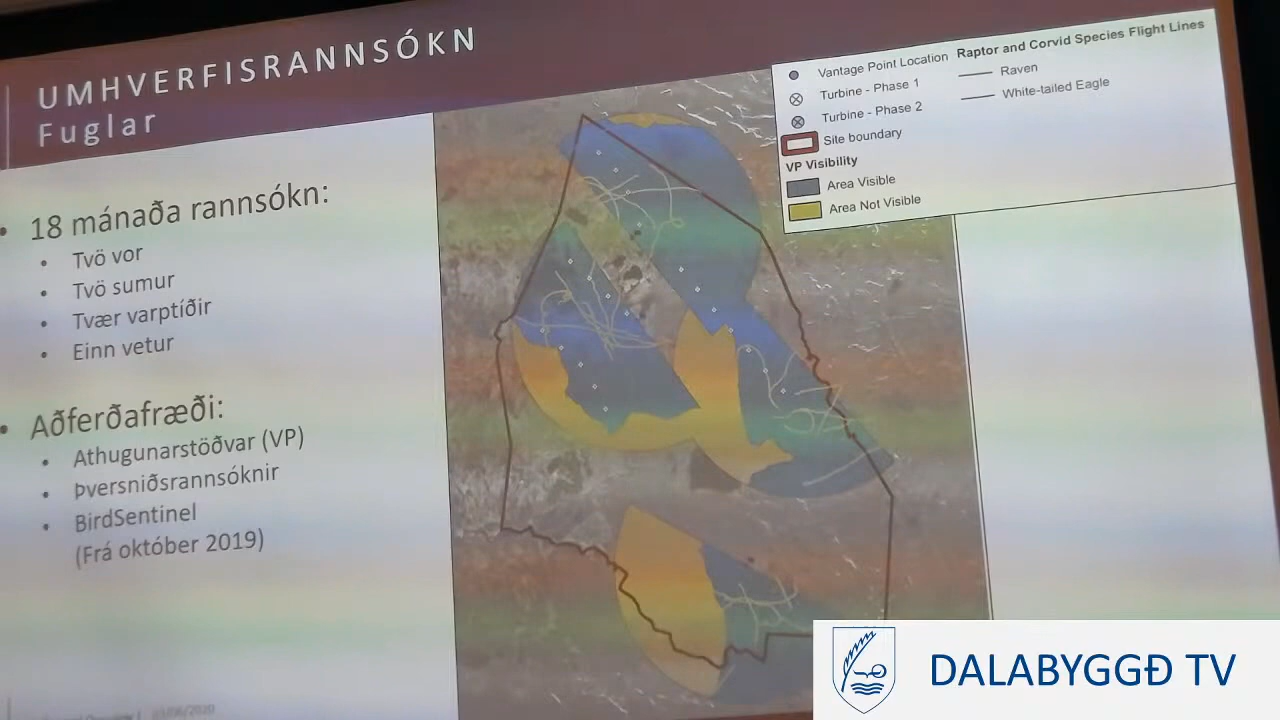 UMHVERFISRANNSÓKN
Fuglar
• 18 mánaða rannsókn:
• Tvö vor
• Tvö sumur
• Tvær varptíðir
• Einn vetur
• Aðferðafræði:
• Athugunarstöðvar (VP)
• Þversniðsrannsóknir
• BirdSentinel
(Frá október 2019)
Vantage Point Location
Turbine - Phase 1
Turbine - Phase 2
Site boundary
VP Visibility
Area Visible
Area Not Visible
Raptor and Corvid Species Flight Lines
Raven
White-tailed Eagle
DALABYGGÐ TV